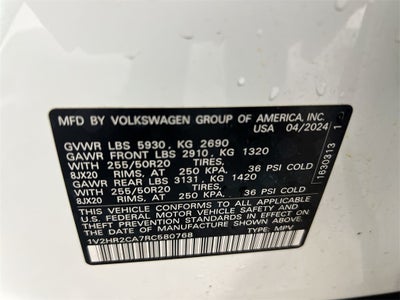 MFD BY VOLKSWAGEN GROUP OF AMERICA, INC.
USA 04/2024
GVWR LBS 5930, KG 2690
GAWR FRONT LBS 2910, KG 1320
WITH 255/50R20 TIRES,
8JX20 RIMS, AT 250 KPA, 36 PSI COLD
GAWR REAR LBS 3131, KG 1420
WITH 255/50R20 TIRES,
8JX20 RIMS, AT 250 KPA, 36 PSI COLD
THIS VEHICLE CONFORMS TO ALL APPLICABLE
U.S. FEDERAL MOTOR VEHICLE SAFETY, BUMPER, AND
THEFT PREVENTION STANDARDS IN EFFECT ON THE
DATE OF MANUFACTURE SHOWN ABOVE.
1V2HR2CA7RC580768 TYPE: MPV
1630313 1